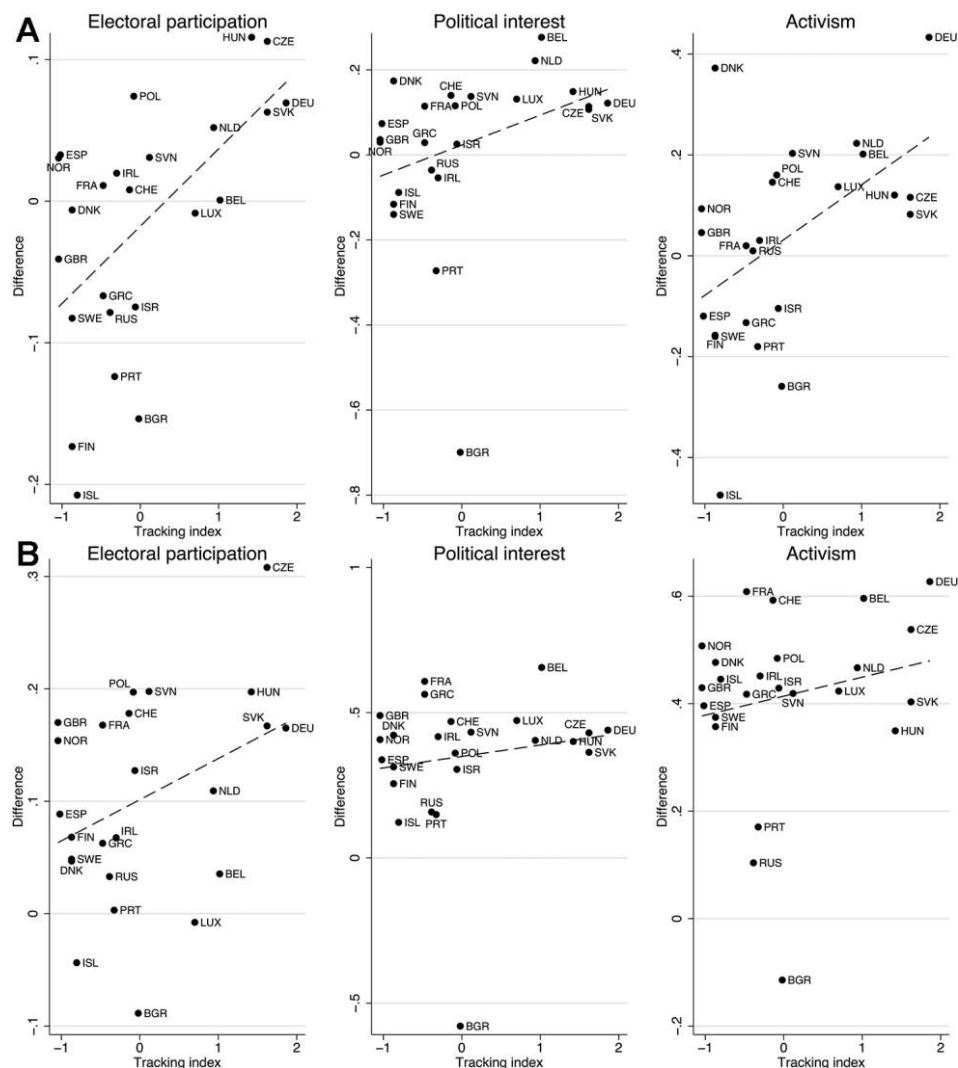 A
Electoral participation
Political interest
Activism
Difference
.1
0
-.1
-.2
HUN
CZE
POL
DEU
SVK
NLD
ESP
NOR
SVN
IRL
FRA
CHE
DNK
BEL
LUX
GBR
GRC
ISR
SWE
RUS
PRT
BGR
FIN
ISL
-1
0
1
2
Tracking index
Difference
.2
0
-.2
-.4
-.6
-.8
BEL
NLD
DNK
CHE
SVN
LUX
HUN
DEU
FRA
POL
CZE
SVK
ESP
GRC
GBR
NOR
ISR
RUS
IRL
ISL
FIN
SWE
PRT
BGR
-1
0
1
2
Tracking index
Difference
.4
.2
0
-.2
-.4
DEU
DNK
NLD
SVN
BEL
POL
CHE
LUX
HUN
CZE
SVK
NOR
GBR
IRL
FRA
RUS
ISR
ESP
GRC
SWE
FIN
PRT
BGR
ISL
-1
0
1
2
Tracking index
B
Electoral participation
Political interest
Activism
Difference
.3
.2
.1
0
-.1
CZE
POL
SVN
HUN
CHE
GBR
FRA
SVK
DEU
NOR
ISR
NLD
ESP
FIN
IRL
GRC
SWE
DNK
RUS
BEL
PRT
LUX
ISL
BGR
-1
0
1
2
Tracking index
Difference
1
.5
0
-.5
BEL
FRA
GRC
GBR
DNK
CHE
LUX
NOR
IRL
SVN
CZE
DEU
NLD
HUN
ESP
POL
SVK
SWE
ISR
FIN
RUS
ISL
PRT
BGR
-1
0
1
2
Tracking index
Difference
.6
.4
.2
0
-.2
DEU
FRA
CHE
BEL
CZE
NOR
DNK
POL
NLD
ISL
IRL
GBR
ISR
GRC
SVN
LUX
ESP
SVK
SWE
FIN
HUN
PRT
RUS
BGR
-1
0
1
2
Tracking index